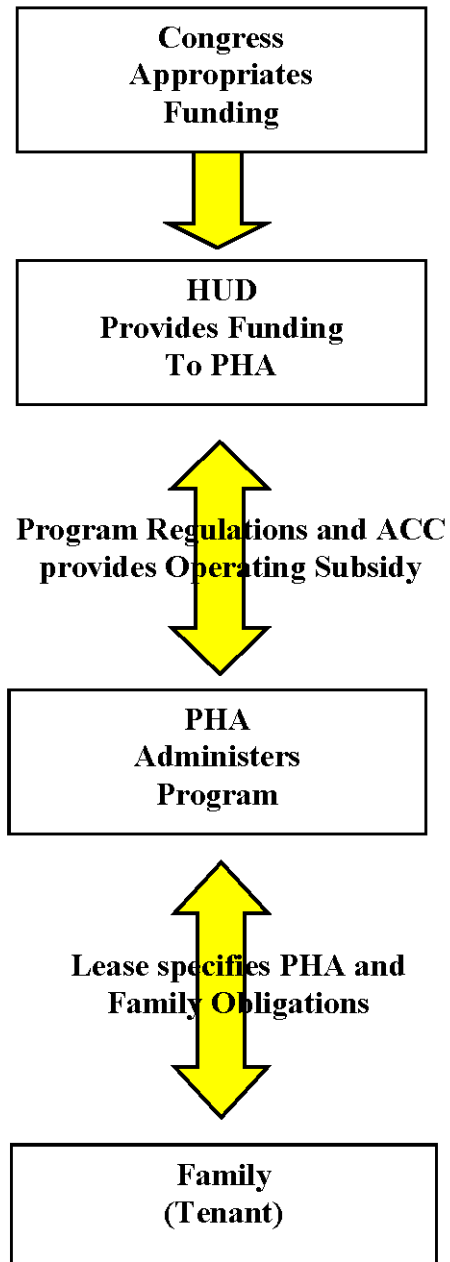 Congress
Appropriates
Funding
HUD
Provides Funding
To PHA
Program Regulations and ACC
provides Operating Subsidy
PHA
Administers
Program
Lease specifies PHA and
Family Obligations
Family
(Tenant)